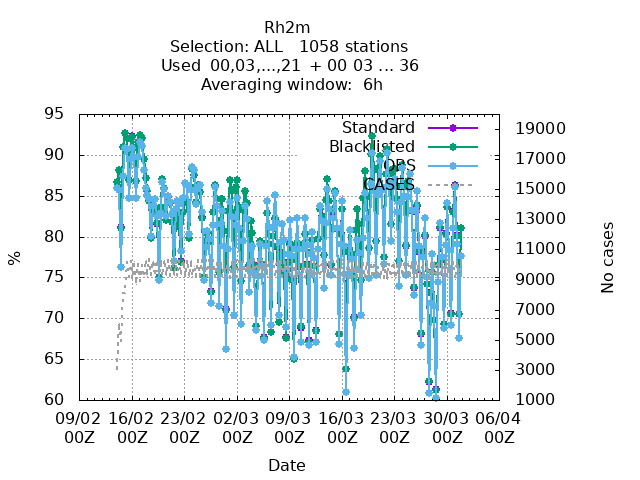 Rh2m
Selection: ALL   1058 stations
Used  00,03,...,21  + 00 03 ... 36
Averaging window:  6h
Standard
Blacklisted
OBS
CASES
%
95
90
85
80
75
70
65
60
No cases
19000
17000
15000
13000
11000
9000
7000
5000
3000
1000
09/02 16/02 23/02 02/03 09/03 16/03 23/03 30/03 06/04
00Z 00Z 00Z 00Z 00Z 00Z 00Z 00Z 00Z
Date